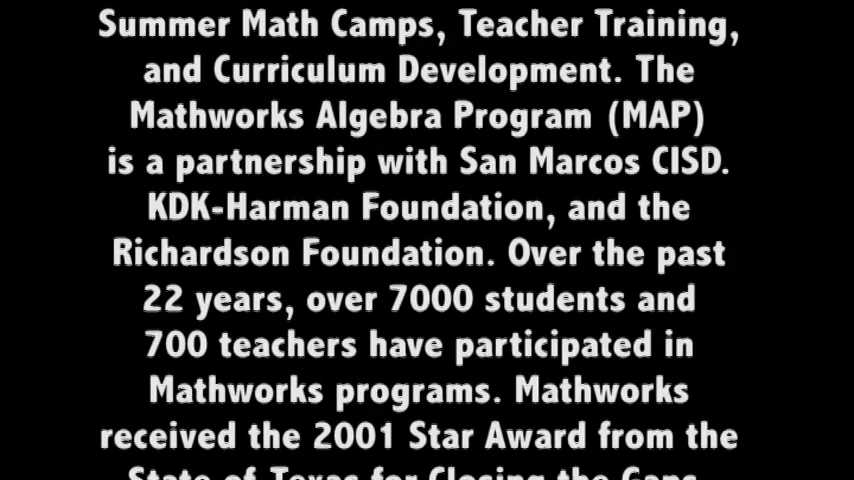 Summer Math Camps, Teacher Training,
and Curriculum Development. The
Mathworks Algebra Program (MAP)
is a partnership with San Marcos CISD.
KDK-Harman Foundation, and the
Richardson Foundation. Over the past
22 years, over 7000 students and
700 teachers have participated in
Mathworks programs. Mathworks
received the 2001 Star Award from the
State of Texas for Closing the Gaps